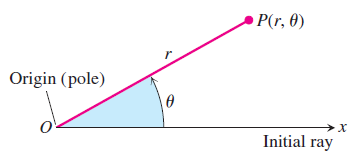 P(r, θ)
r
Origin (pole)
θ
O
x
Initial ray